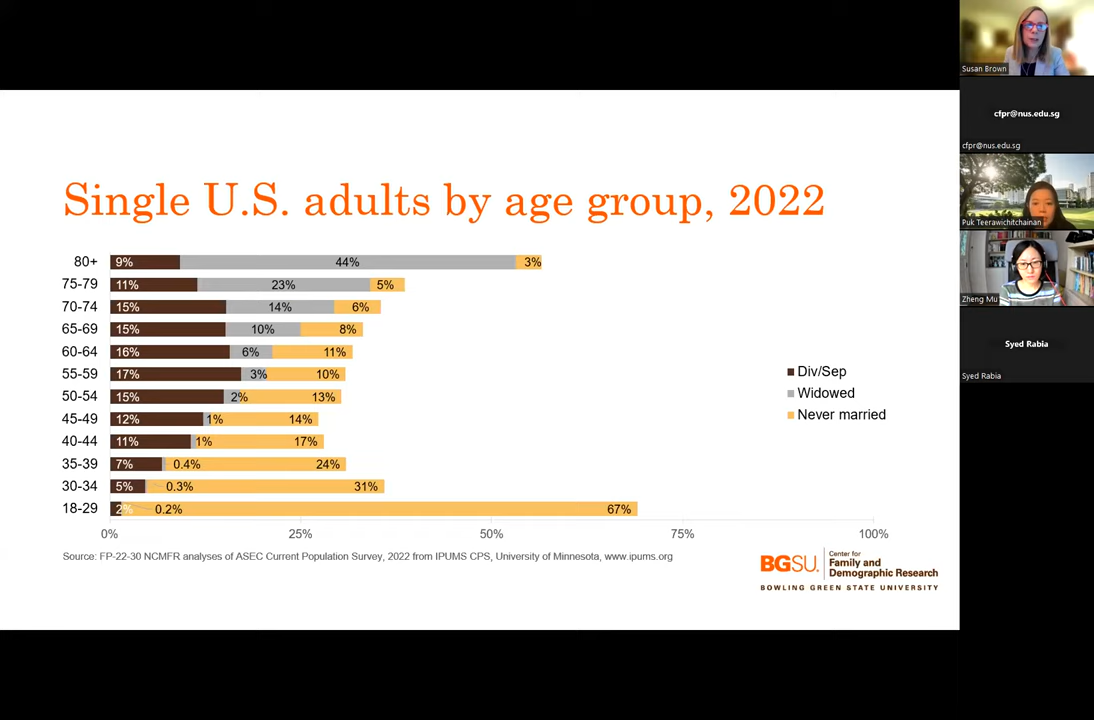 Single U.S. adults by age group, 2022
80+ 9% 44% 3%
75-79 11% 23% 5%
70-74 15% 14% 6%
65-69 15% 10% 8%
60-64 16% 6% 11%
55-59 17% 3% 10%
50-54 15% 2% 13%
45-49 12% 1% 14%
40-44 11% 1% 17%
35-39 7% 0.4% 24%
30-34 5% 0.3% 31%
18-29 2% 0.2% 67%
0% 25% 50% 75% 100%
Div/Sep
Widowed
Never married
Source: FP-22-30 NCMFR analyses of ASEC Current Population Survey, 2022 from IPUMS CPS, University of Minnesota, www.ipums.org
BGSU.
Center for
Family and
Demographic Research
BOWLING GREEN STATE UNIVERSITY
Susan Brown
cfpr@nus.edu.sg
cfpr@nus.edu.sg
Puk Teerawichitchainan
Zheng Mu
Syed Rabia
Syed Rabia